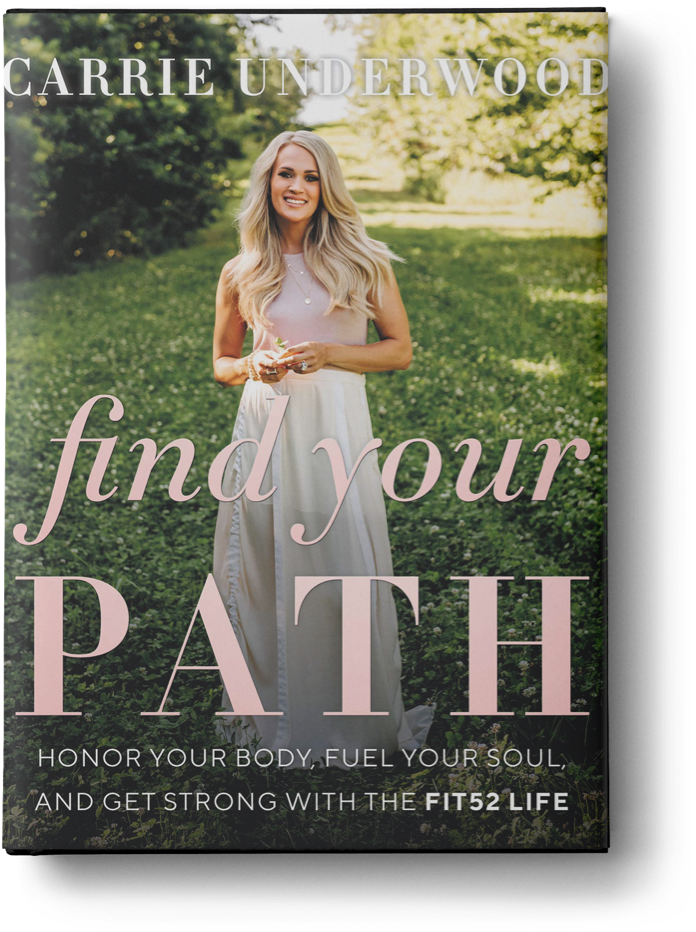 CARRIE UNDERWOOD
find your
PATH
HONOR YOUR BODY, FUEL YOUR SOUL,
AND GET STRONG WITH THE FIT52 LIFE